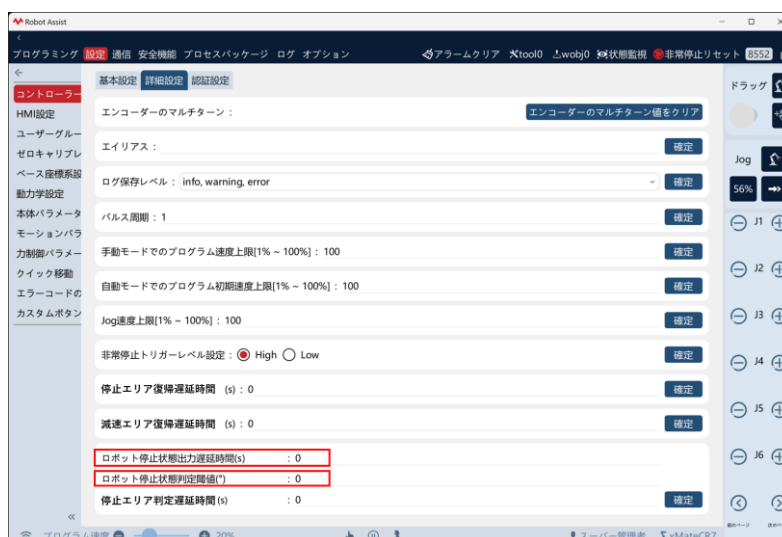 Robot Assist
プログラミング 設定 通信 安全機能 プロセスパッケージ ログ オプション アラームクリア tool0 wobj0 状態監視 非常停止リセット 8552
コントローラー
HMI設定
ユーザーグルー
ゼロキャリブレ
ベース座標系設
動力学設定
本体パラメータ
モーションパラ
力制御パラメー
クイック移動
エラーコードの
カスタムボタン
基本設定 詳細設定 認証設定
エンコーダーのマルチターン : エンコーダーのマルチターン値をクリア
エイリアス : 確定
ログ保存レベル : info, warning, error 確定
パルス周期 : 1 確定
手動モードでのプログラム速度上限[1% ~ 100%] : 100 確定
自動モードでのプログラム初期速度上限[1% ~ 100%] : 100 確定
Jog速度上限[1% ~ 100%] : 100 確定
非常停止トリガーレベル設定 : High Low 確定
停止エリア復帰遅延時間 (s) : 0 確定
減速エリア復帰遅延時間 (s) : 0 確定
ロボット停止状態出力遅延時間(s) : 0
ロボット停止状態判定閾値(°) : 0
停止エリア判定遅延時間(s) : 0 確定
ドラッグ
Jog
56%
J1
J2
J3
J4
J5
J6
前のページ 次のペー
プログラム速度 20% スーパー管理者 xMateCR7